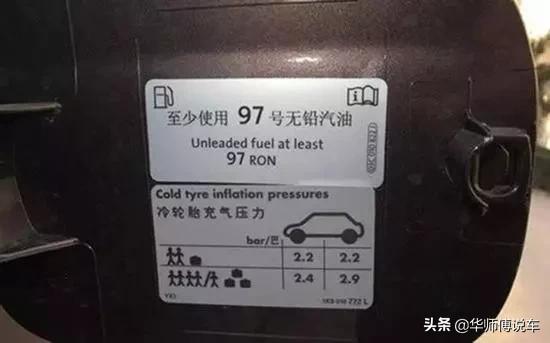 至少使用 97 号无铅汽油
Unleaded fuel at least
97 RON
Cold tyre inflation pressures
冷轮胎充气压力
bar/巴
2.2 2.2
2.4 2.9
头条 @华师傅说车